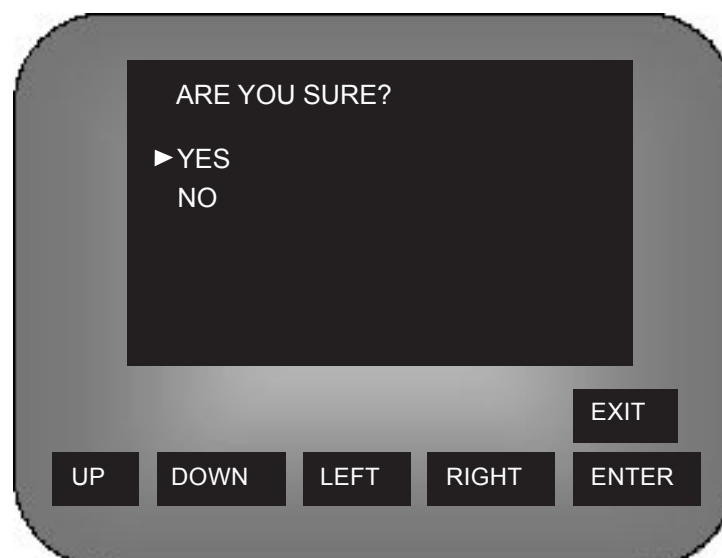 ARE YOU SURE?
►YES
NO
EXIT
UP DOWN LEFT RIGHT ENTER